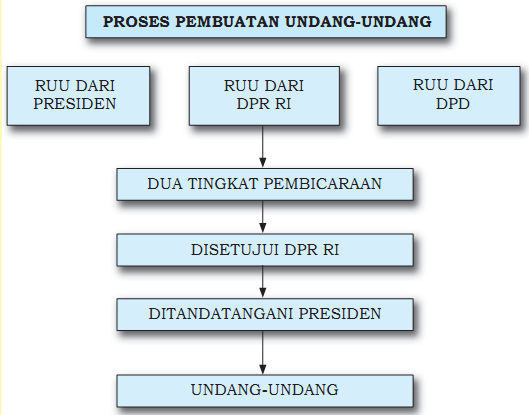 PROSES PEMBUATAN UNDANG-UNDANG
RUU DARI
PRESIDEN
RUU DARI
DPR RI
RUU DARI
DPD
DUA TINGKAT PEMBICARAAN
DISETUJUI DPR RI
DITANDATANGANI PRESIDEN
UNDANG-UNDANG